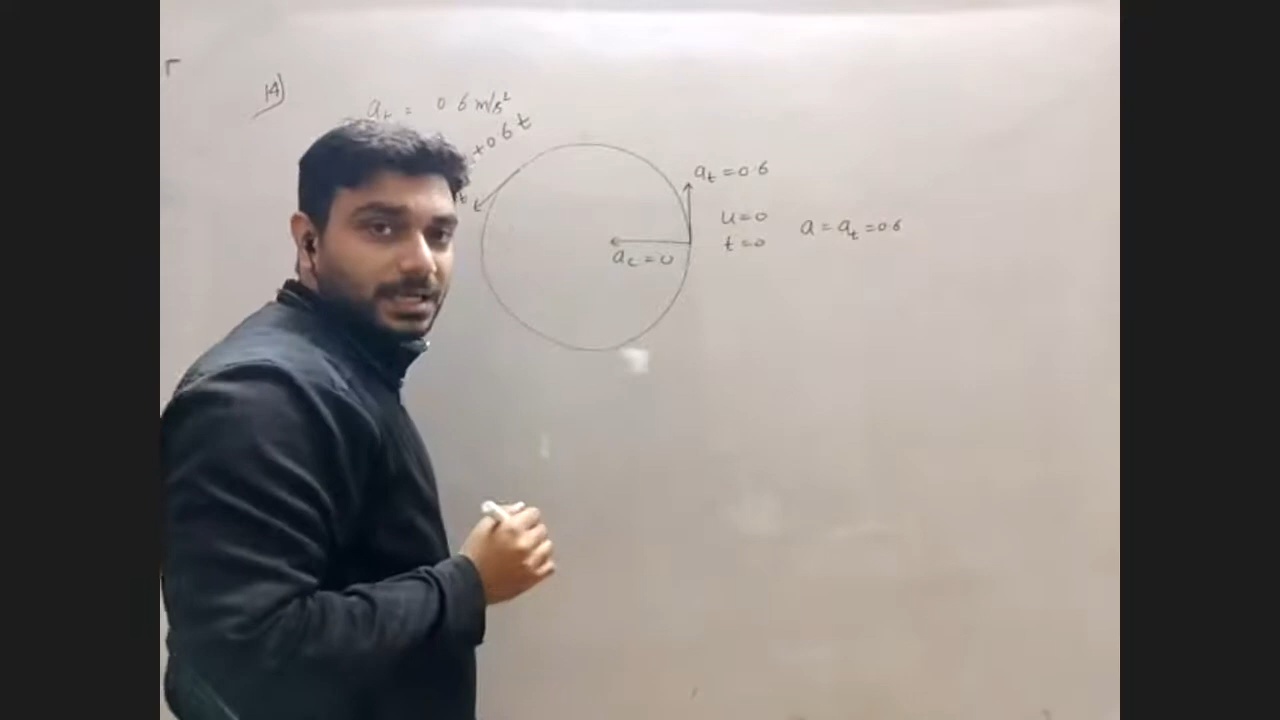 14)
a_t = 0.6 m/s²
+0.6t
a_t = 0.6
u=0
t=0
a = a_t = 0.6
a_c = 0